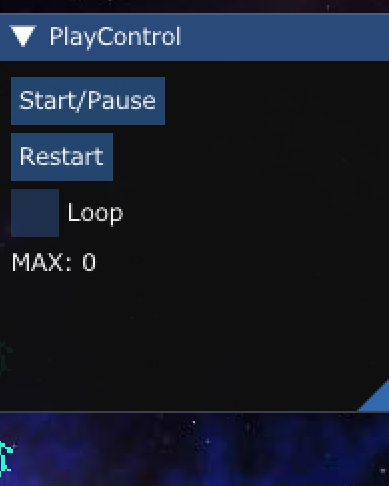 PlayControl
Start/Pause
Restart
Loop
MAX: 0